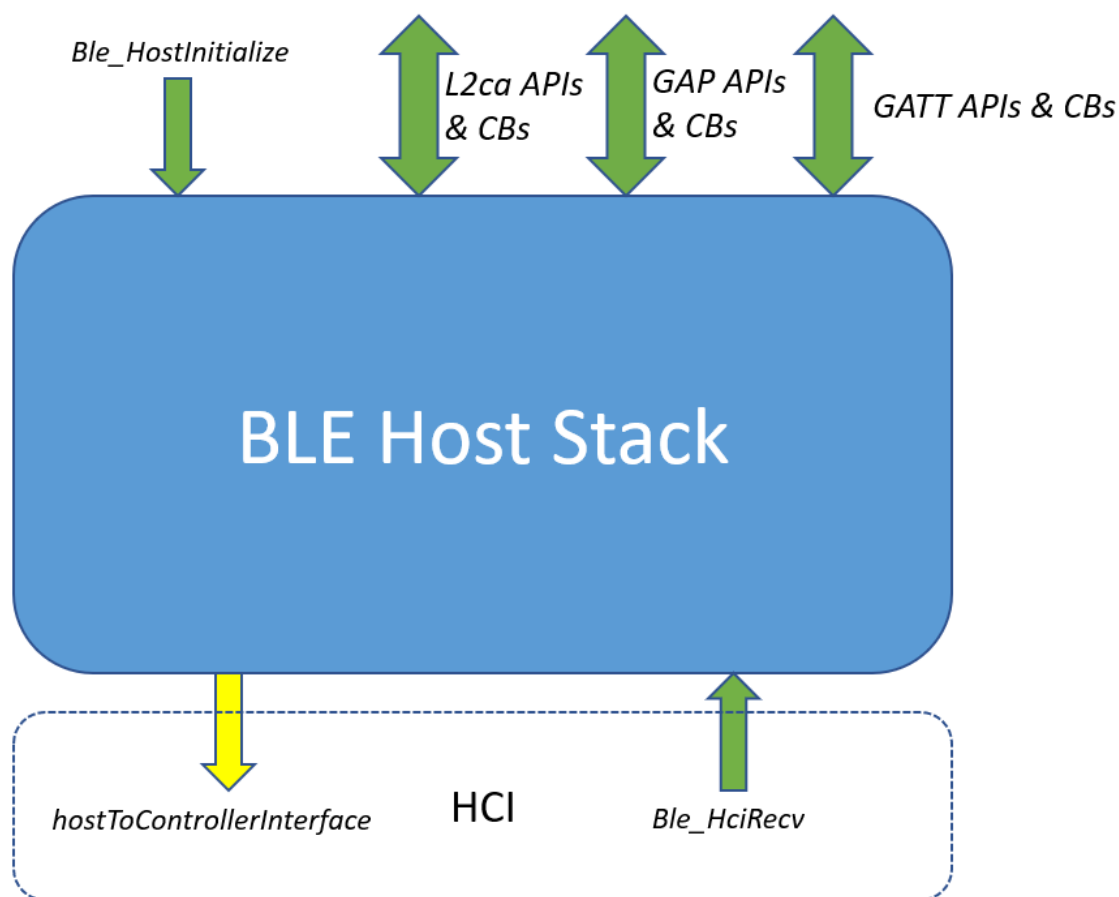 Ble_HostInitialize
L2ca APIs
& CBs
GAP APIs
& CBs
GATT APIs & CBs
BLE Host Stack
hostToControllerInterface
HCI
Ble_HciRecv